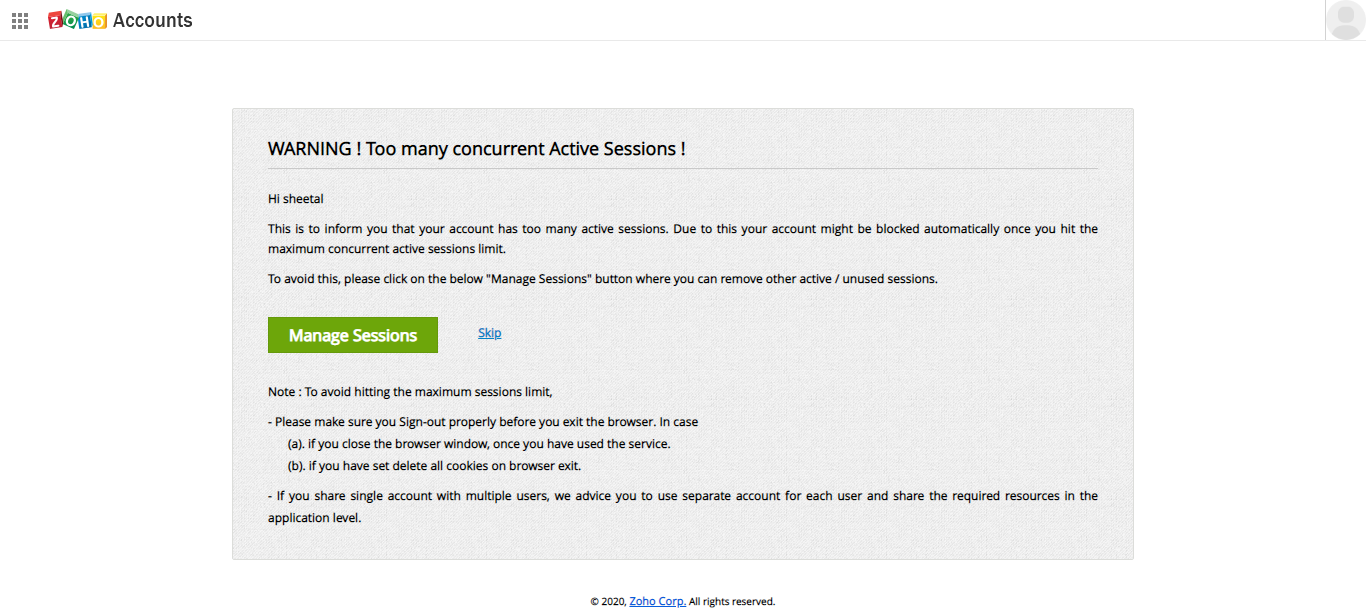 ZOHO Accounts
WARNING ! Too many concurrent Active Sessions !
Hi sheetal
This is to inform you that your account has too many active sessions. Due to this your account might be blocked automatically once you hit the
maximum concurrent active sessions limit.
To avoid this, please click on the below "Manage Sessions" button where you can remove other active / unused sessions.
Manage Sessions Skip
Note : To avoid hitting the maximum sessions limit,
- Please make sure you Sign-out properly before you exit the browser. In case
(a). if you close the browser window, once you have used the service.
(b). if you have set delete all cookies on browser exit.
- If you share single account with multiple users, we advice you to use separate account for each user and share the required resources in the
application level.
© 2020, Zoho Corp. All rights reserved.